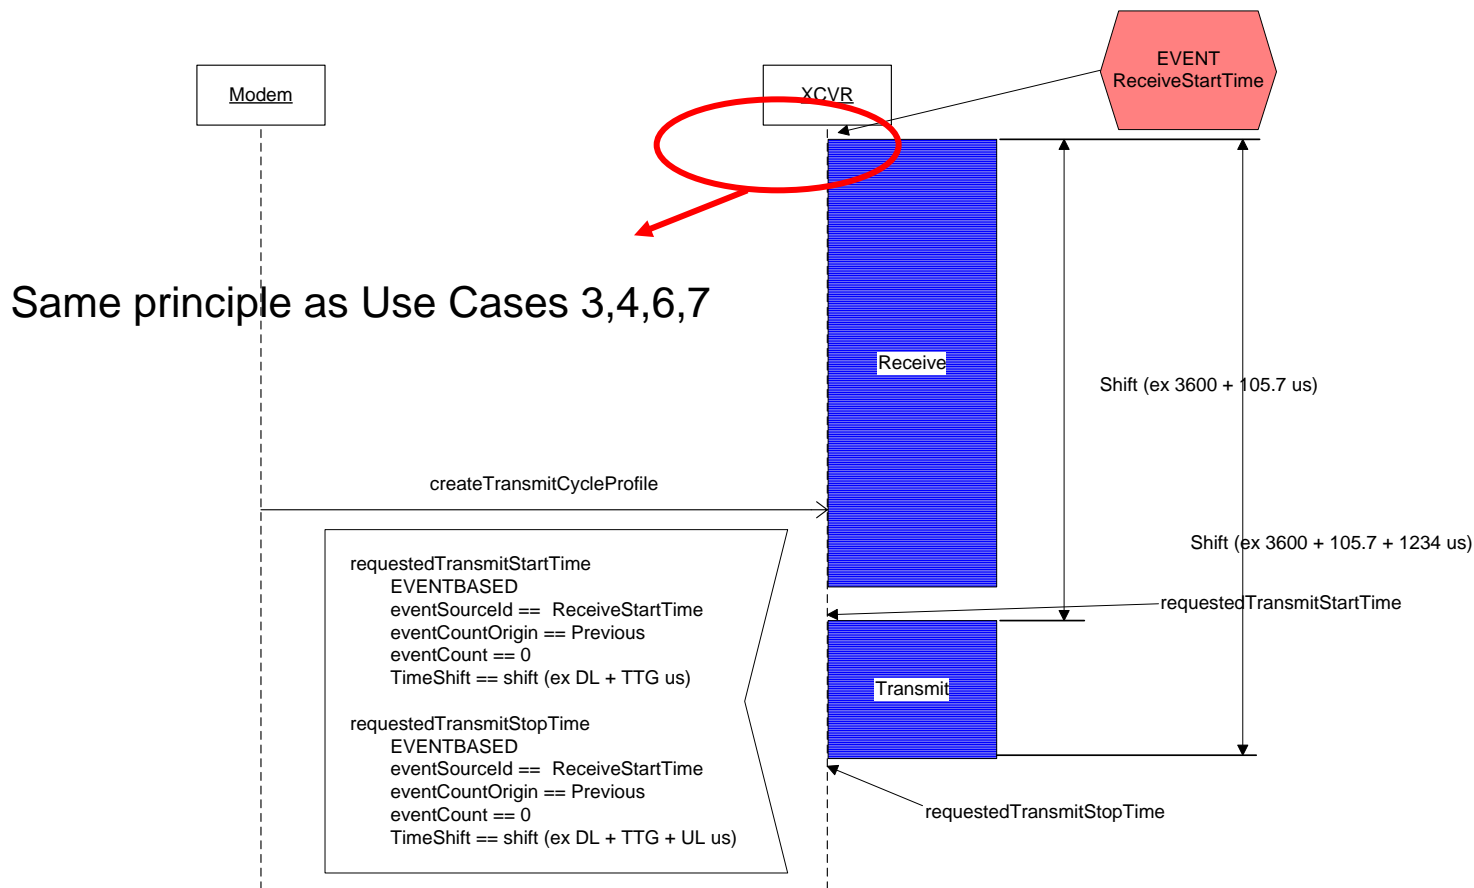 EVENT
ReceiveStartTime
Modem
XCVR
Same principle as Use Cases 3,4,6,7
Receive
Shift (ex 3600 + 105.7 us)
createTransmitCycleProfile
Shift (ex 3600 + 105.7 + 1234 us)
requestedTransmitStartTime
EVENTBASED
eventSourceId == ReceiveStartTime
eventCountOrigin == Previous
eventCount == 0
TimeShift == shift (ex DL + TTG us)
requestedTransmitStopTime
EVENTBASED
eventSourceId == ReceiveStartTime
eventCountOrigin == Previous
eventCount == 0
TimeShift == shift (ex DL + TTG + UL us)
requestedTransmitStartTime
Transmit
requestedTransmitStopTime